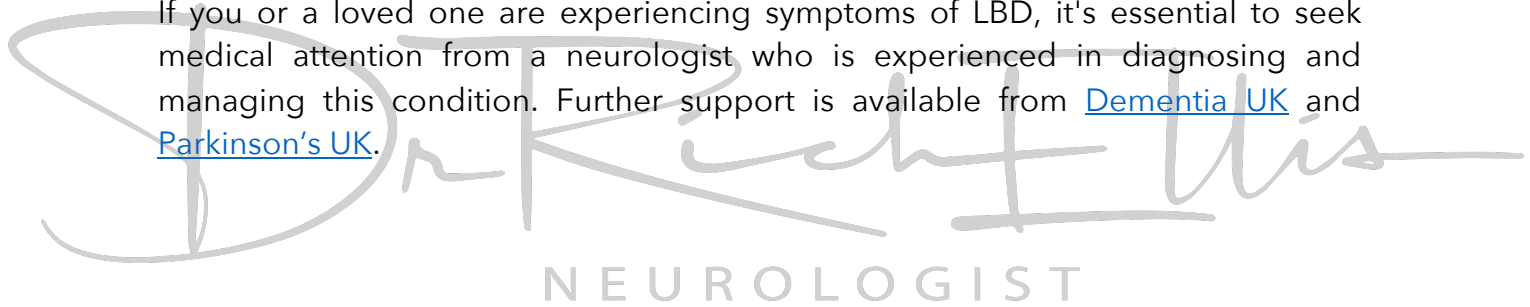 If you or a loved one are experiencing symptoms of LBD, it's essential to seek
medical attention from a neurologist who is experienced in diagnosing and
managing this condition. Further support is available from Dementia UK and
Parkinson’s UK.
Dr Rich Ellis
NEUROLOGIST